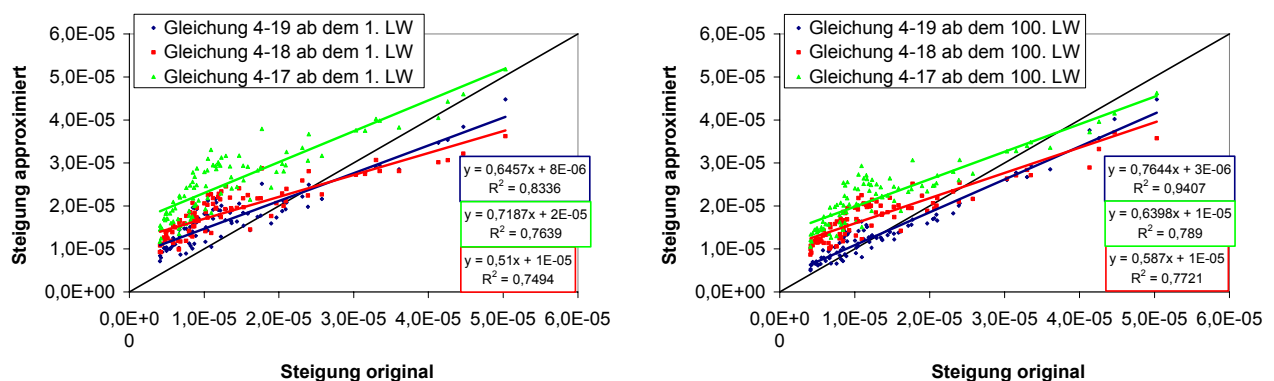 Gleichung 4-19 ab dem 1. LW
Gleichung 4-18 ab dem 1. LW
Gleichung 4-17 ab dem 1. LW
6,0E-05
5,0E-05
4,0E-05
3,0E-05
2,0E-05
1,0E-05
0,0E+00
Steigung approximiert
y = 0,6457x + 8E-06
R² = 0,8336
y = 0,7187x + 2E-05
R² = 0,7639
y = 0,51x + 1E-05
R² = 0,7494
0,0E+0
0
1,0E-05
2,0E-05
3,0E-05
4,0E-05
5,0E-05
6,0E-05
Steigung original
Gleichung 4-19 ab dem 100. LW
Gleichung 4-18 ab dem 100. LW
Gleichung 4-17 ab dem 100. LW
6,0E-05
5,0E-05
4,0E-05
3,0E-05
2,0E-05
1,0E-05
0,0E+00
Steigung approximiert
y = 0,7644x + 3E-06
R² = 0,9407
y = 0,6398x + 1E-05
R² = 0,789
y = 0,587x + 1E-05
R² = 0,7721
0,0E+0
0
1,0E-05
2,0E-05
3,0E-05
4,0E-05
5,0E-05
6,0E-05
Steigung original